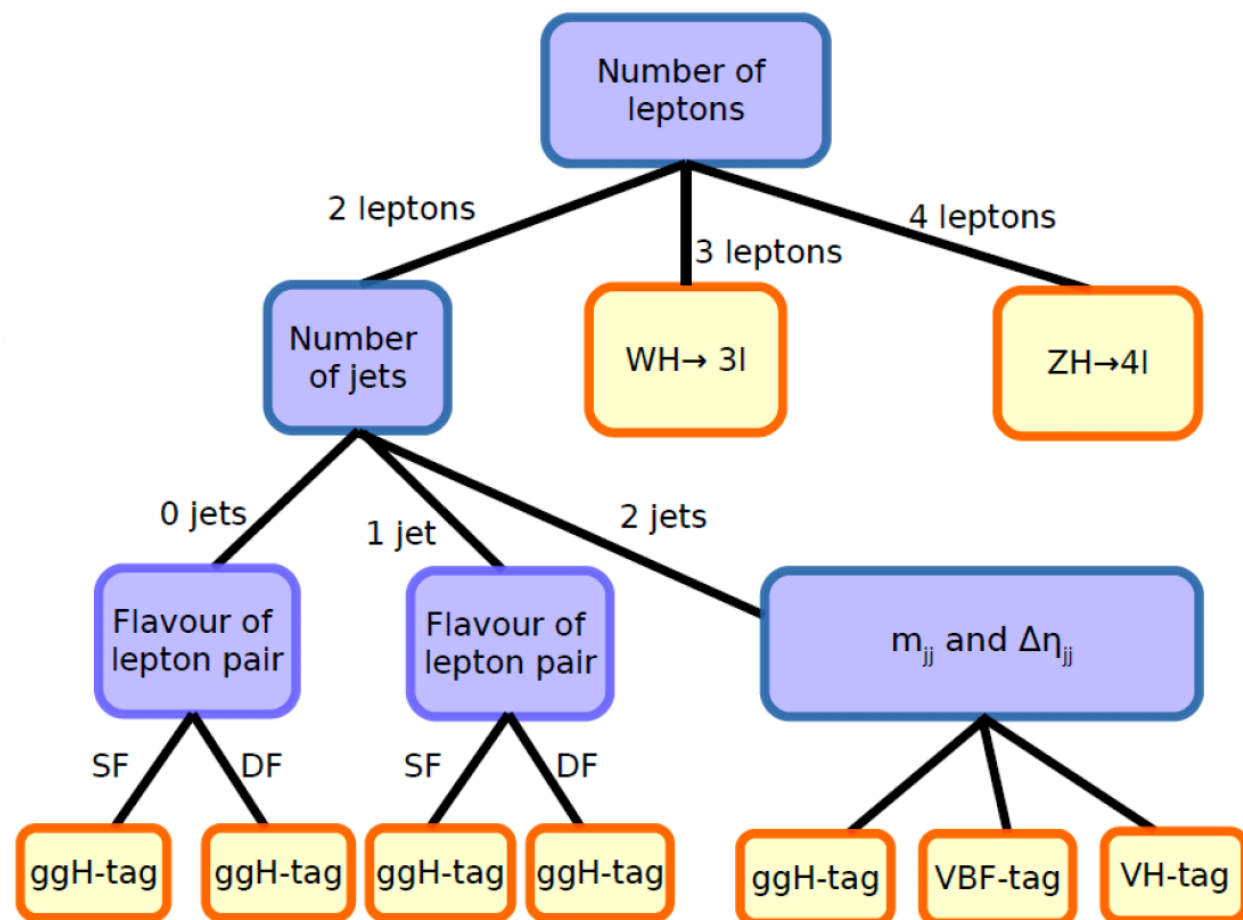 Number of
leptons
2 leptons
3 leptons
4 leptons
Number
of jets
WH→ 3l
ZH→4l
0 jets
1 jet
2 jets
Flavour of
lepton pair
Flavour of
lepton pair
m_jj and Δη_jj
SF
DF
SF
DF
ggH-tag
ggH-tag
ggH-tag
ggH-tag
ggH-tag
VBF-tag
VH-tag